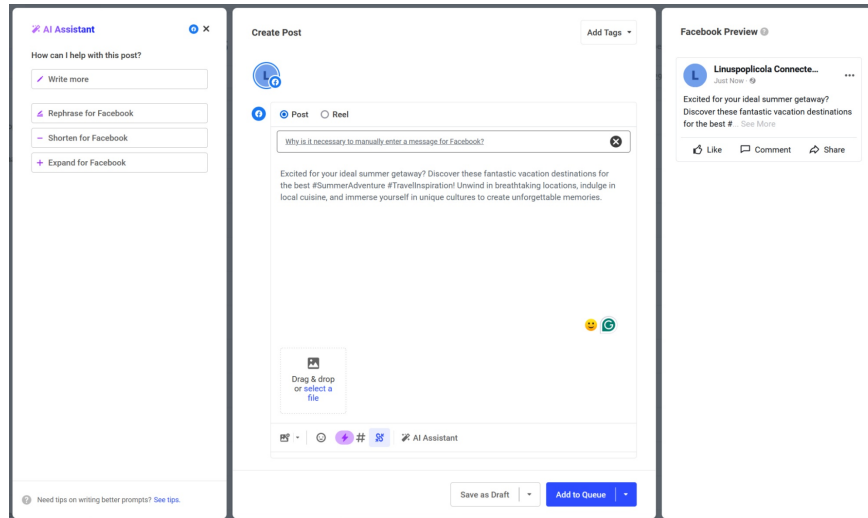 AI Assistant
How can I help with this post?
Write more
Rephrase for Facebook
Shorten for Facebook
Expand for Facebook
Need tips on writing better prompts? See tips.
Create Post
Add Tags
L
Post
Reel
Why is it necessary to manually enter a message for Facebook?
Excited for your ideal summer getaway? Discover these fantastic vacation destinations for
the best #SummerAdventure #TravelInspiration! Unwind in breathtaking locations, indulge in
local cuisine, and immerse yourself in unique cultures to create unforgettable memories.
Drag & drop
or select a
file
AI Assistant
Save as Draft
Add to Queue
Facebook Preview
L
Linuspoplicola Connecte...
Just Now
Excited for your ideal summer getaway?
Discover these fantastic vacation destinations
for the best #... See More
Like
Comment
Share